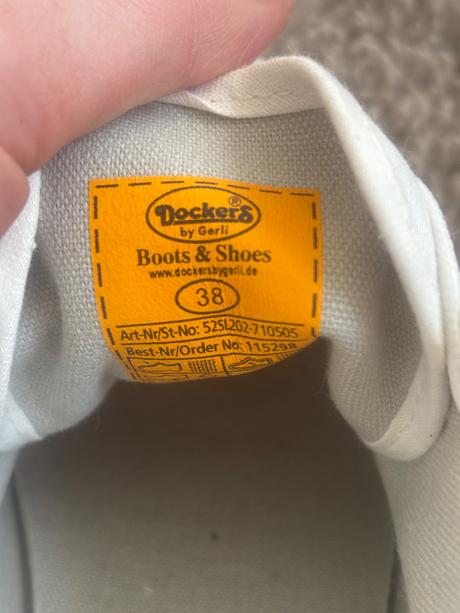 Dockers®
by Gerli
Boots & Shoes
www.dockersbygerli.de
38
Art-Nr/St-No: 52SL202-710505
Best-Nr/Order No: 115298